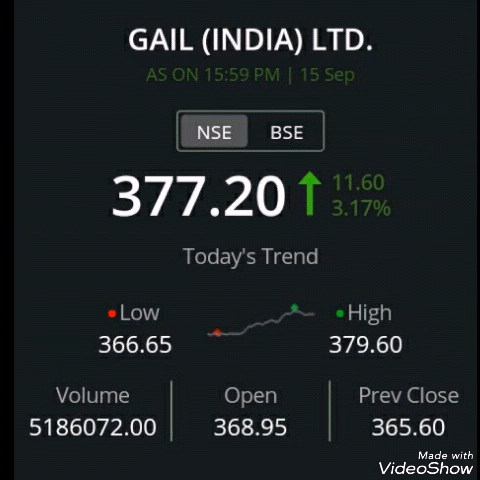 GAIL (INDIA) LTD.
AS ON 15:59 PM | 15 Sep
NSE BSE
377.20 11.60
3.17%
Today's Trend
Low High
366.65 379.60
Volume Open Prev Close
5186072.00 368.95 365.60
Made with
VideoShow